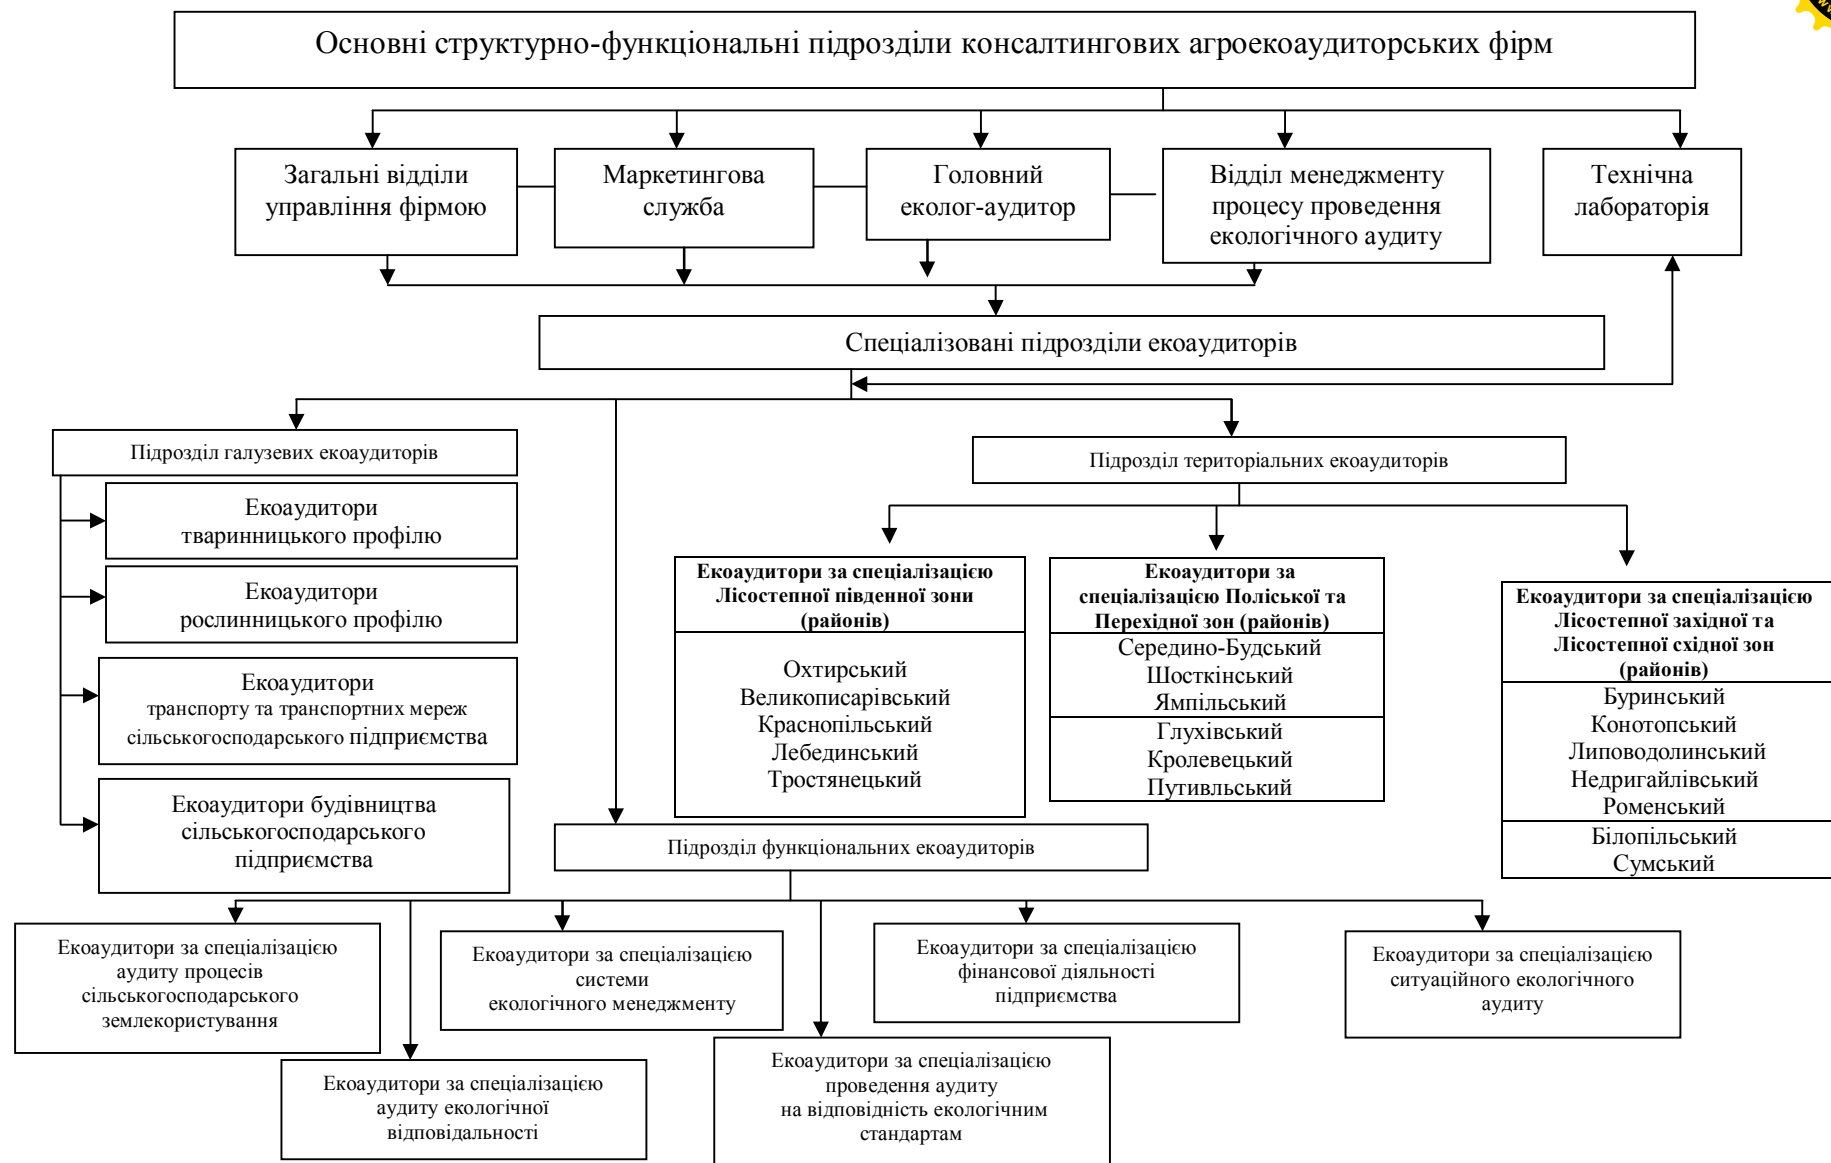 Основні структурно-функціональні підрозділи консалтингових агроекоаудиторських фірм
Загальні відділи
управління фірмою
Маркетингова
служба
Головний
еколог-аудитор
Відділ менеджменту
процесу проведення
екологічного аудиту
Технічна
лабораторія
Спеціалізовані підрозділи екоаудиторів
Підрозділ галузевих екоаудиторів
Екоаудитори
тваринницького профілю
Екоаудитори
рослинницького профілю
Екоаудитори
транспорту та транспортних мереж
сільськогосподарського підприємства
Екоаудитори будівництва
сільськогосподарського
підприємства
Підрозділ територіальних екоаудиторів
Екоаудитори за спеціалізацією
Лісостепної південної зони
(районів)
Охтирський
Великописарівський
Краснопільський
Лебединський
Тростянецький
Екоаудитори за
спеціалізацією Поліської та
Перехідної зон (районів)
Середино-Будський
Шосткінський
Ямпільський
Глухівський
Кролевецький
Путивльський
Екоаудитори за спеціалізацією
Лісостепної західної та
Лісостепної східної зон
(районів)
Буринський
Конотопський
Липоводолинський
Недригайлівський
Роменський
Білопільський
Сумський
Підрозділ функціональних екоаудиторів
Екоаудитори за спеціалізацією
аудиту процесів
сільськогосподарського
землекористування
Екоаудитори за спеціалізацією
аудиту екологічної
відповідальності
Екоаудитори за спеціалізацією
системи
екологічного менеджменту
Екоаудитори за спеціалізацією
проведення аудиту
на відповідність екологічним
стандартам
Екоаудитори за спеціалізацією
фінансової діяльності
підприємства
Екоаудитори за спеціалізацією
ситуаційного екологічного
аудиту